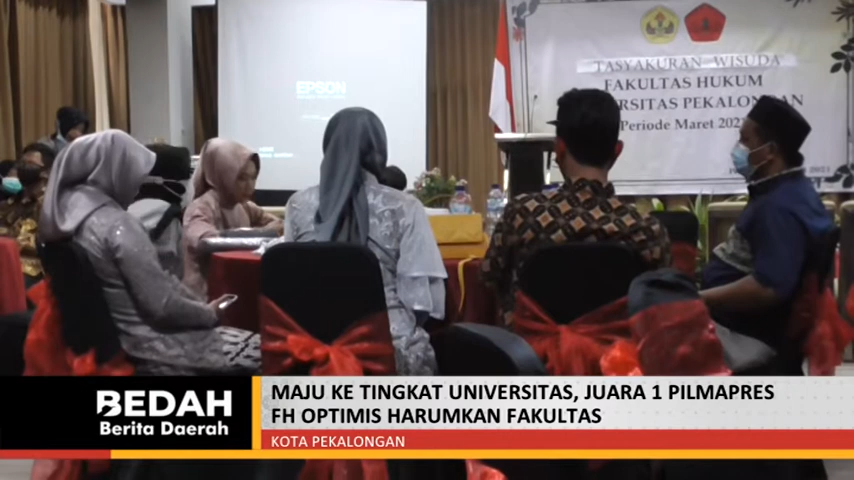 EPSON
TASYAKURAN WISUDA
FAKULTAS HUKUM
PEKALONGAN
Periode Maret
BEDAH
Berita Daerah
MAJU KE TINGKAT UNIVERSITAS, JUARA 1 PILMAPRES
FH OPTIMIS HARUMKAN FAKULTAS
KOTA PEKALONGAN